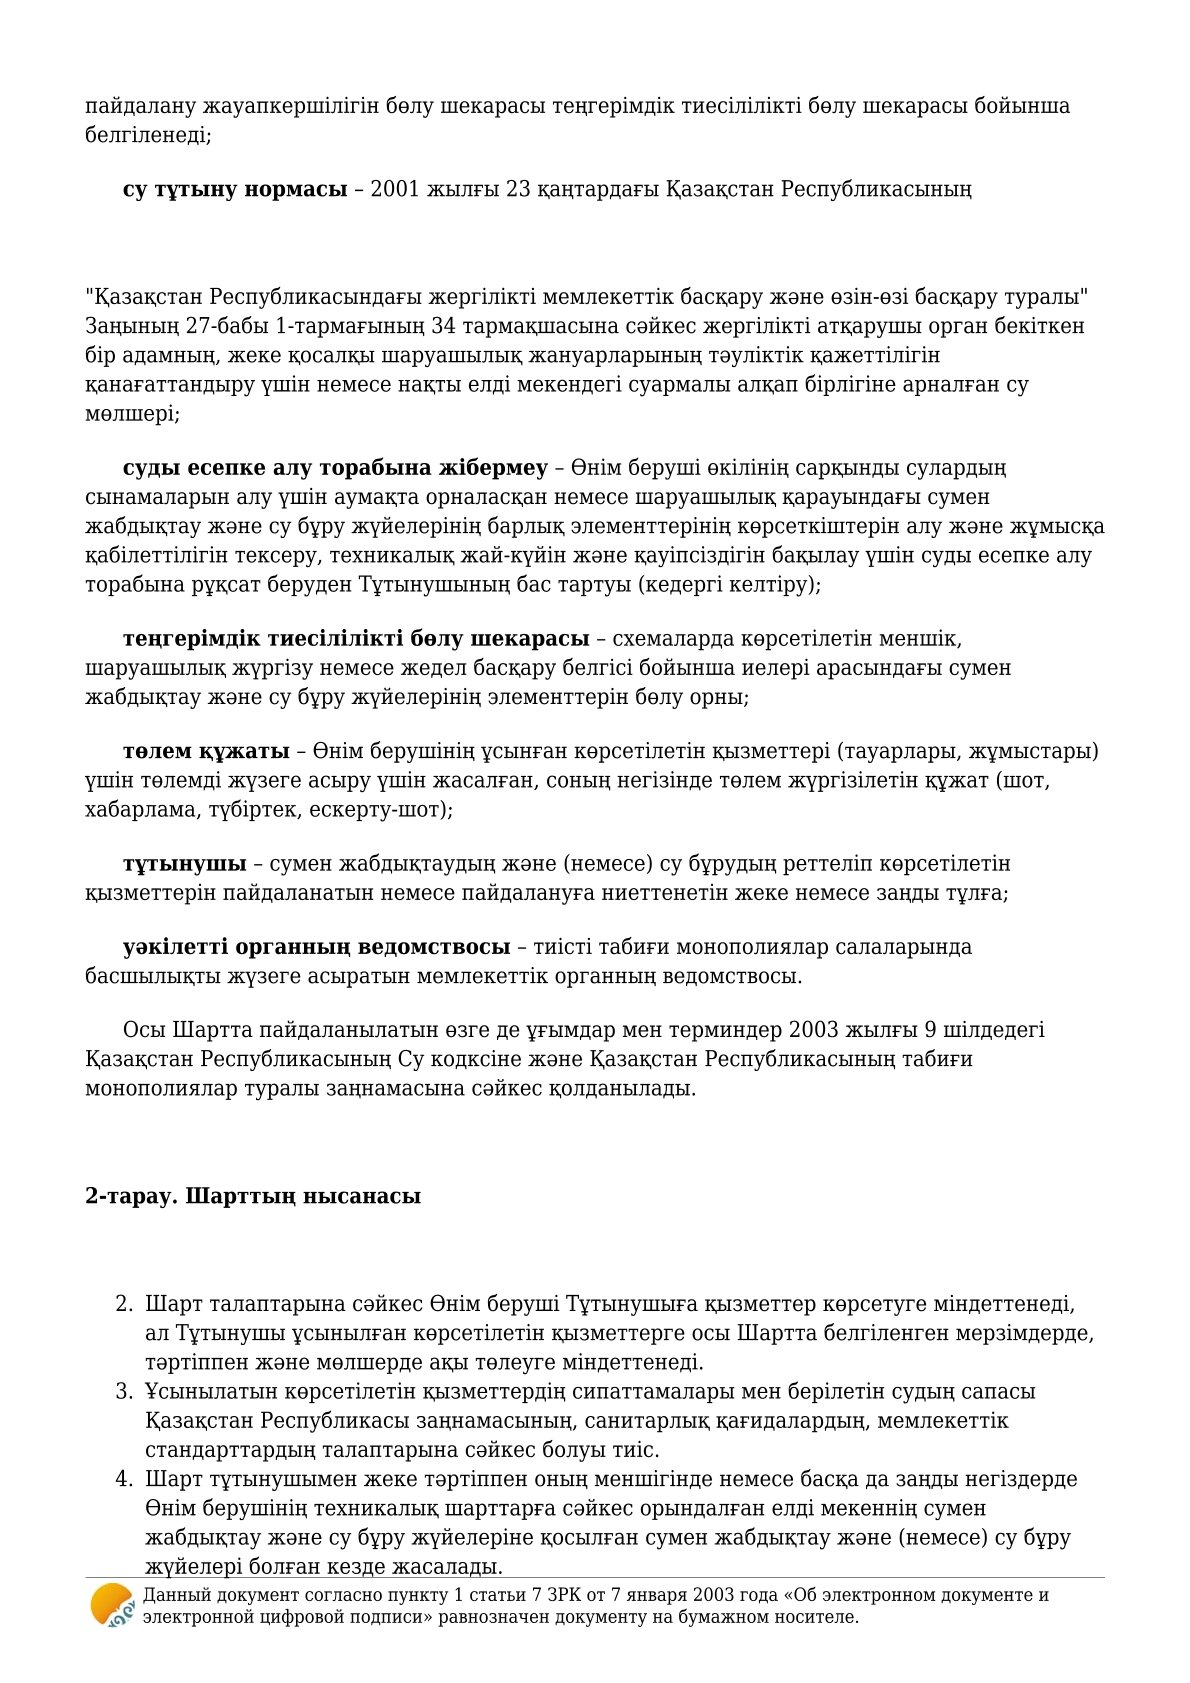 пайдалану жауапкершілігін бөлу шекарасы теңгерімдік тиесілілікті бөлу шекарасы бойынша
белгіленеді;
су тұтыну нормасы – 2001 жылғы 23 қаңтардағы Қазақстан Республикасының
"Қазақстан Республикасындағы жергілікті мемлекеттік басқару және өзін-өзі басқару туралы"
Заңының 27-бабы 1-тармағының 34 тармақшасына сәйкес жергілікті атқарушы орган бекіткен
бір адамның, жеке қосалқы шаруашылық жануарларының тәуліктік қажеттілігін
қанағаттандыру үшін немесе нақты елді мекендегі суармалы алқап бірлігіне арналған су
мөлшері;
суды есепке алу торабына жібермеу – Өнім беруші өкілінің сарқынды сулардың
сынамаларын алу үшін аумақта орналасқан немесе шаруашылық қарауындағы сумен
жабдықтау және су бұру жүйелерінің барлық элементтерінің көрсеткіштерін алу және жұмысқа
қабілеттілігін тексеру, техникалық жай-күйін және қауіпсіздігін бақылау үшін суды есепке алу
торабына рұқсат беруден Тұтынушының бас тартуы (кедергі келтіру);
теңгерімдік тиесілілікті бөлу шекарасы – схемаларда көрсетілетін меншік,
шаруашылық жүргізу немесе жедел басқару белгісі бойынша иелері арасындағы сумен
жабдықтау және су бұру жүйелерінің элементтерін бөлу орны;
төлем құжаты – Өнім берушінің ұсынған көрсетілетін қызметтері (тауарлары, жұмыстары)
үшін төлемді жүзеге асыру үшін жасалған, соның негізінде төлем жүргізілетін құжат (шот,
хабарлама, түбіртек, ескерту-шот);
тұтынушы – сумен жабдықтаудың және (немесе) су бұрудың реттеліп көрсетілетін
қызметтерін пайдаланатын немесе пайдалануға ниеттенетін жеке немесе заңды тұлға;
уәкілетті органның ведомствосы – тиісті табиғи монополиялар салаларында
басшылықты жүзеге асыратын мемлекеттік органның ведомствосы.
Осы Шартта пайдаланылатын өзге де ұғымдар мен терминдер 2003 жылғы 9 шілдедегі
Қазақстан Республикасының Су кодксіне және Қазақстан Республикасының табиғи
монополиялар туралы заңнамасына сәйкес қолданылады.
2-тарау. Шарттың нысанасы
2. Шарт талаптарына сәйкес Өнім беруші Тұтынушыға қызметтер көрсетуге міндеттенеді,
ал Тұтынушы ұсынылған көрсетілетін қызметтерге осы Шартта белгіленген мерзімдерде,
тәртіппен және мөлшерде ақы төлеуге міндеттенеді.
3. Ұсынылатын көрсетілетін қызметтердің сипаттамалары мен берілетін судың сапасы
Қазақстан Республикасы заңнамасының, санитарлық қағидалардың, мемлекеттік
стандарттардың талаптарына сәйкес болуы тиіс.
4. Шарт тұтынушымен жеке тәртіппен оның меншігінде немесе басқа да заңды негіздерде
Өнім берушінің техникалық шарттарға сәйкес орындалған елді мекеннің сумен
жабдықтау және су бұру жүйелеріне қосылған сумен жабдықтау және (немесе) су бұру
жүйелері болған кезде жасалады.
Данный документ согласно пункту 1 статьи 7 ЗРК от 7 января 2003 года «Об электронном документе и
электронной цифровой подписи» равнозначен документу на бумажном носителе.